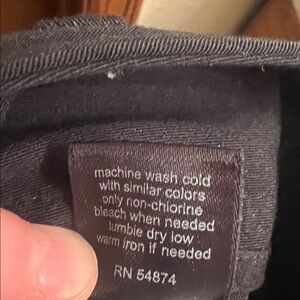 machine wash cold
with similar colors
only non-chlorine
bleach when needed
tumble dry low
warm iron if needed
RN 54874